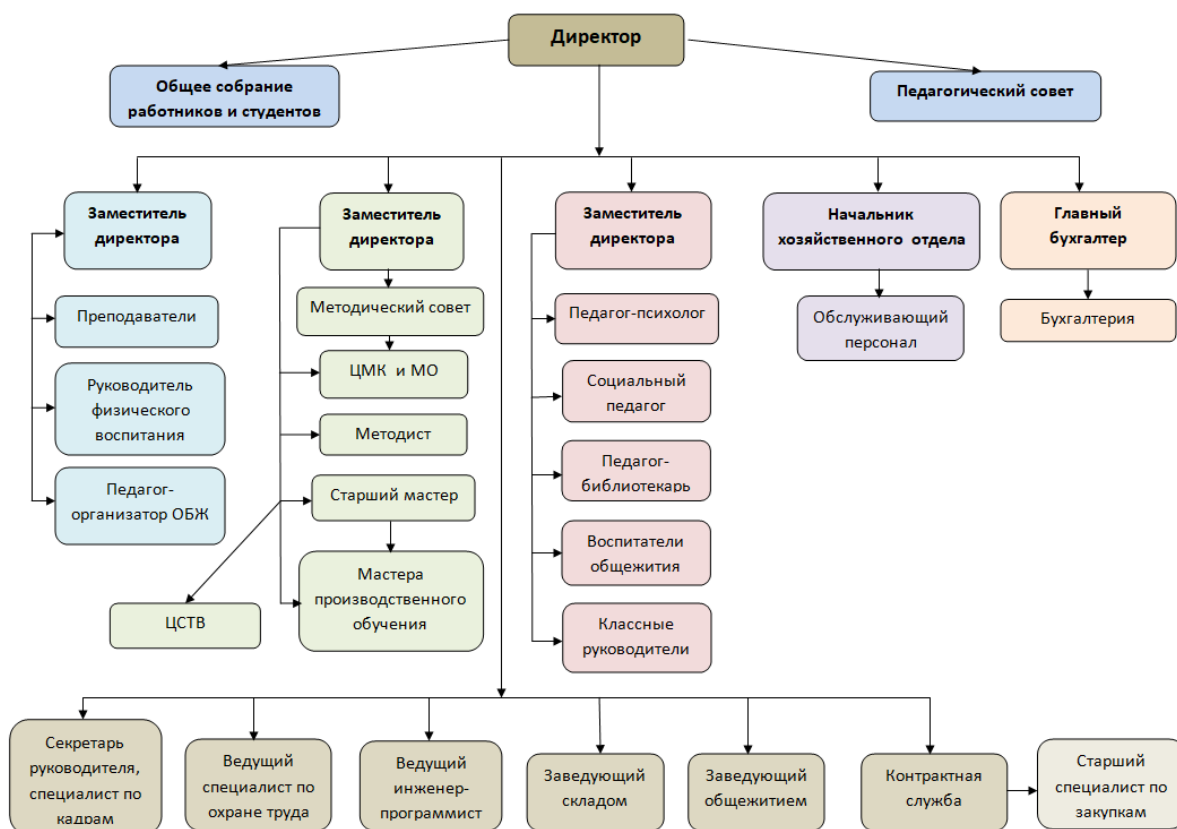 Директор
Общее собрание
работников и студентов
Педагогический совет
Заместитель
директора
Заместитель
директора
Заместитель
директора
Начальник
хозяйственного отдела
Главный
бухгалтер
Преподаватели
Руководитель
физического
воспитания
Педагог-
организатор ОБЖ
Методический совет
ЦМК и МО
Методист
Старший мастер
Мастера
производственного
обучения
ЦСТВ
Педагог-психолог
Социальный
педагог
Педагог-
библиотекарь
Воспитатели
общежития
Классные
руководители
Обслуживающий
персонал
Бухгалтерия
Секретарь
руководителя,
специалист по
кадрам
Ведущий
специалист по
охране труда
Ведущий
инженер-
программист
Заведующий
складом
Заведующий
общежитием
Контрактная
служба
Старший
специалист по
закупкам